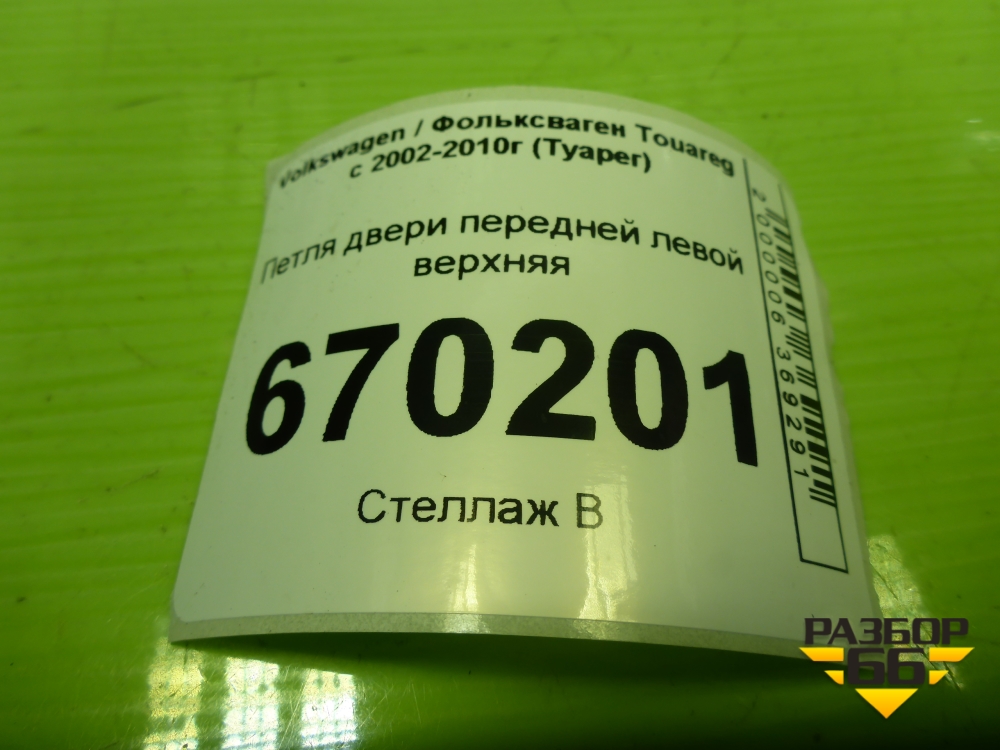 Volkswagen / Фольксваген Touareg
с 2002-2010г (Туарег)
Петля двери передней левой
верхняя
670201
Стеллаж В
2000006369291
РАЗБОР
66